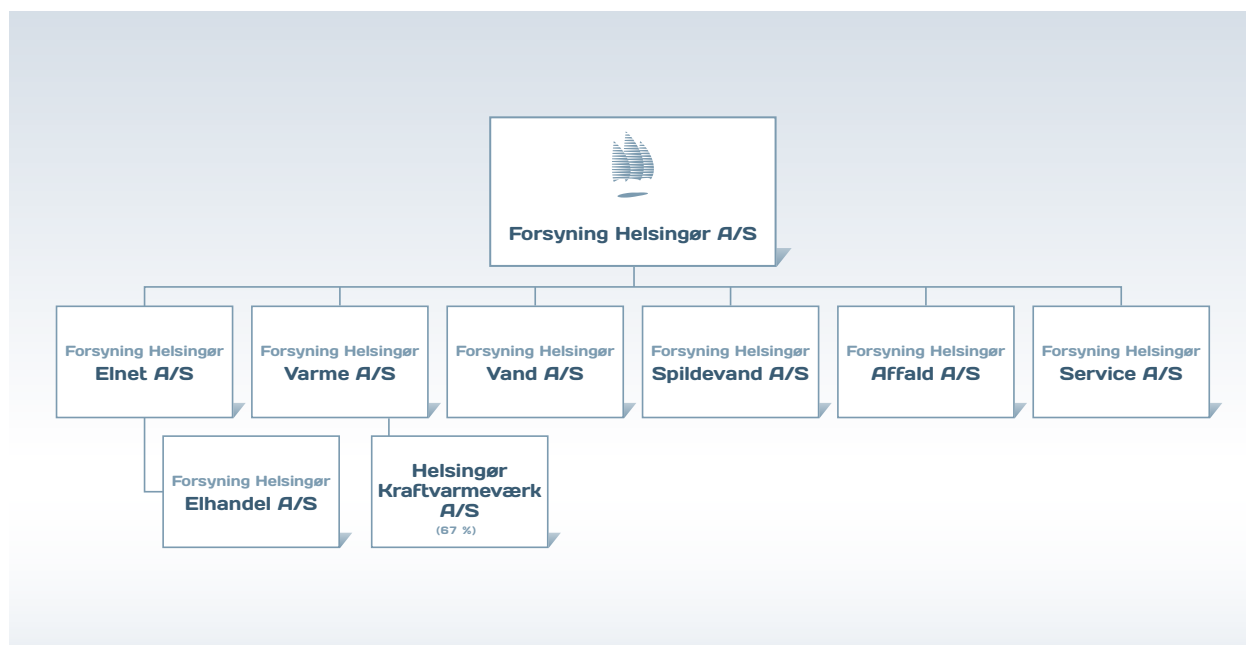 Forsyning Helsingør A/S
Forsyning Helsingør
Elnet A/S
Forsyning Helsingør
Varme A/S
Forsyning Helsingør
Vand A/S
Forsyning Helsingør
Spildevand A/S
Forsyning Helsingør
Affald A/S
Forsyning Helsingør
Service A/S
Forsyning Helsingør
Elhandel A/S
Helsingør
Kraftvarmeværk
A/S
(67 %)